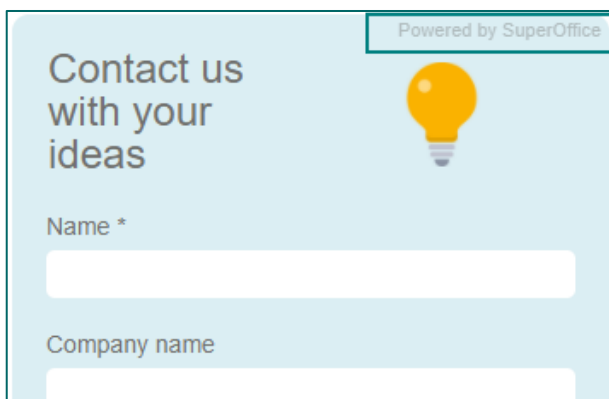 Powered by SuperOffice
Contact us
with your
ideas
Name *
Company name